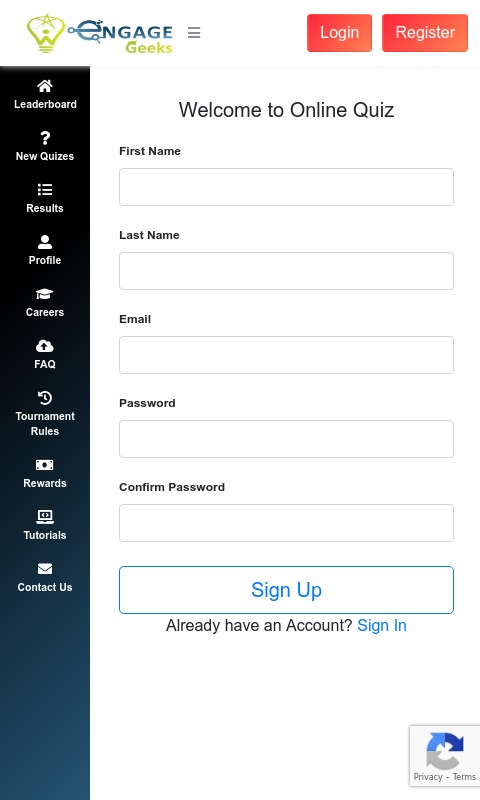 ENGAGE
Geeks
Login
Register
Leaderboard
New Quizes
Results
Profile
Careers
FAQ
Tournament
Rules
Rewards
Tutorials
Contact Us
Welcome to Online Quiz
First Name
Last Name
Email
Password
Confirm Password
Sign Up
Already have an Account? Sign In
Privacy - Terms